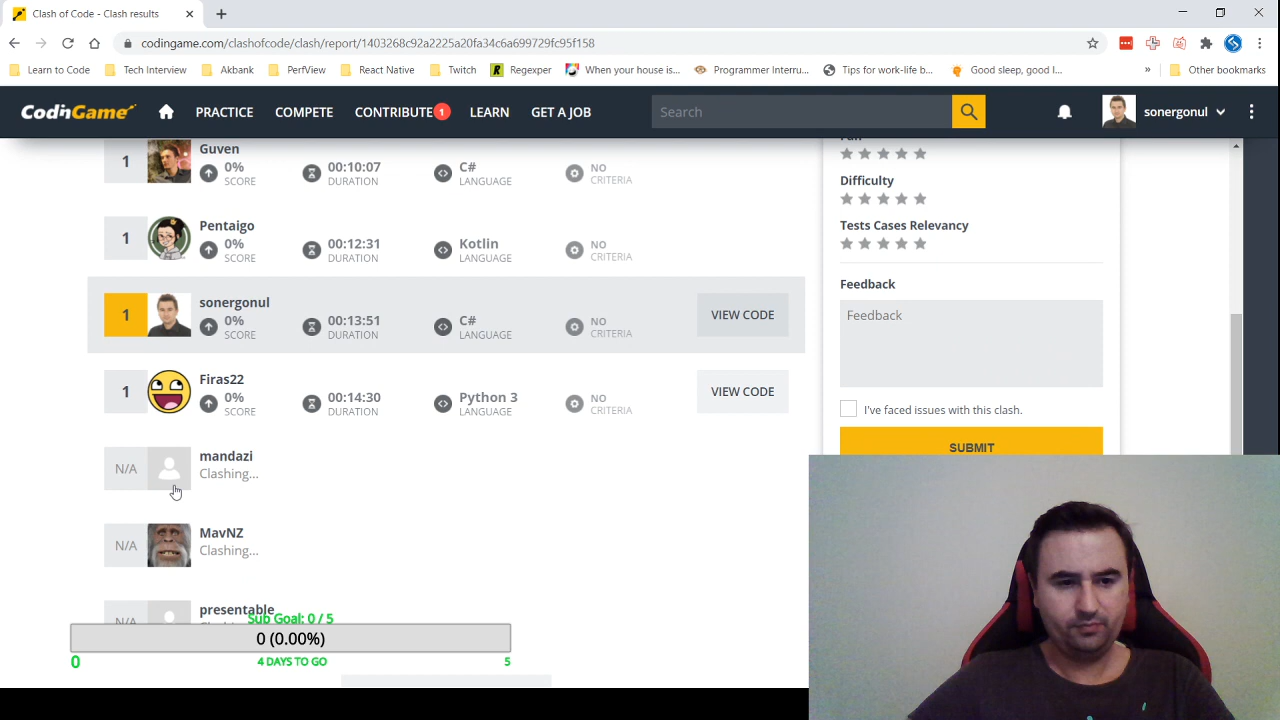 Clash of Code - Clash results
codingame.com/clashofcode/clash/report/1403268c92a2225a20fa34c6a699729fc95f158
Learn to Code Tech Interview Akbank PerfView React Native Twitch Regexper When your house is... Programmer Interru... Tips for work-life b... Good sleep, good l... » Other bookmarks
CodinGame PRACTICE COMPETE CONTRIBUTE 1 LEARN GET A JOB Search sonergonul
1 Guven
0% 00:10:07 C# NO
SCORE DURATION LANGUAGE CRITERIA
1 Pentaigo
0% 00:12:31 Kotlin NO
SCORE DURATION LANGUAGE CRITERIA
1 sonergonul
0% 00:13:51 C# NO
SCORE DURATION LANGUAGE CRITERIA
VIEW CODE
1 Firas22
0% 00:14:30 Python 3 NO
SCORE DURATION LANGUAGE CRITERIA
VIEW CODE
N/A mandazi
Clashing...
N/A MavNZ
Clashing...
N/A presentable
Sub Goal: 0 / 5
0 (0.00%)
0 4 DAYS TO GO 5
Difficulty
Tests Cases Relevancy
Feedback
Feedback
I've faced issues with this clash.
SUBMIT